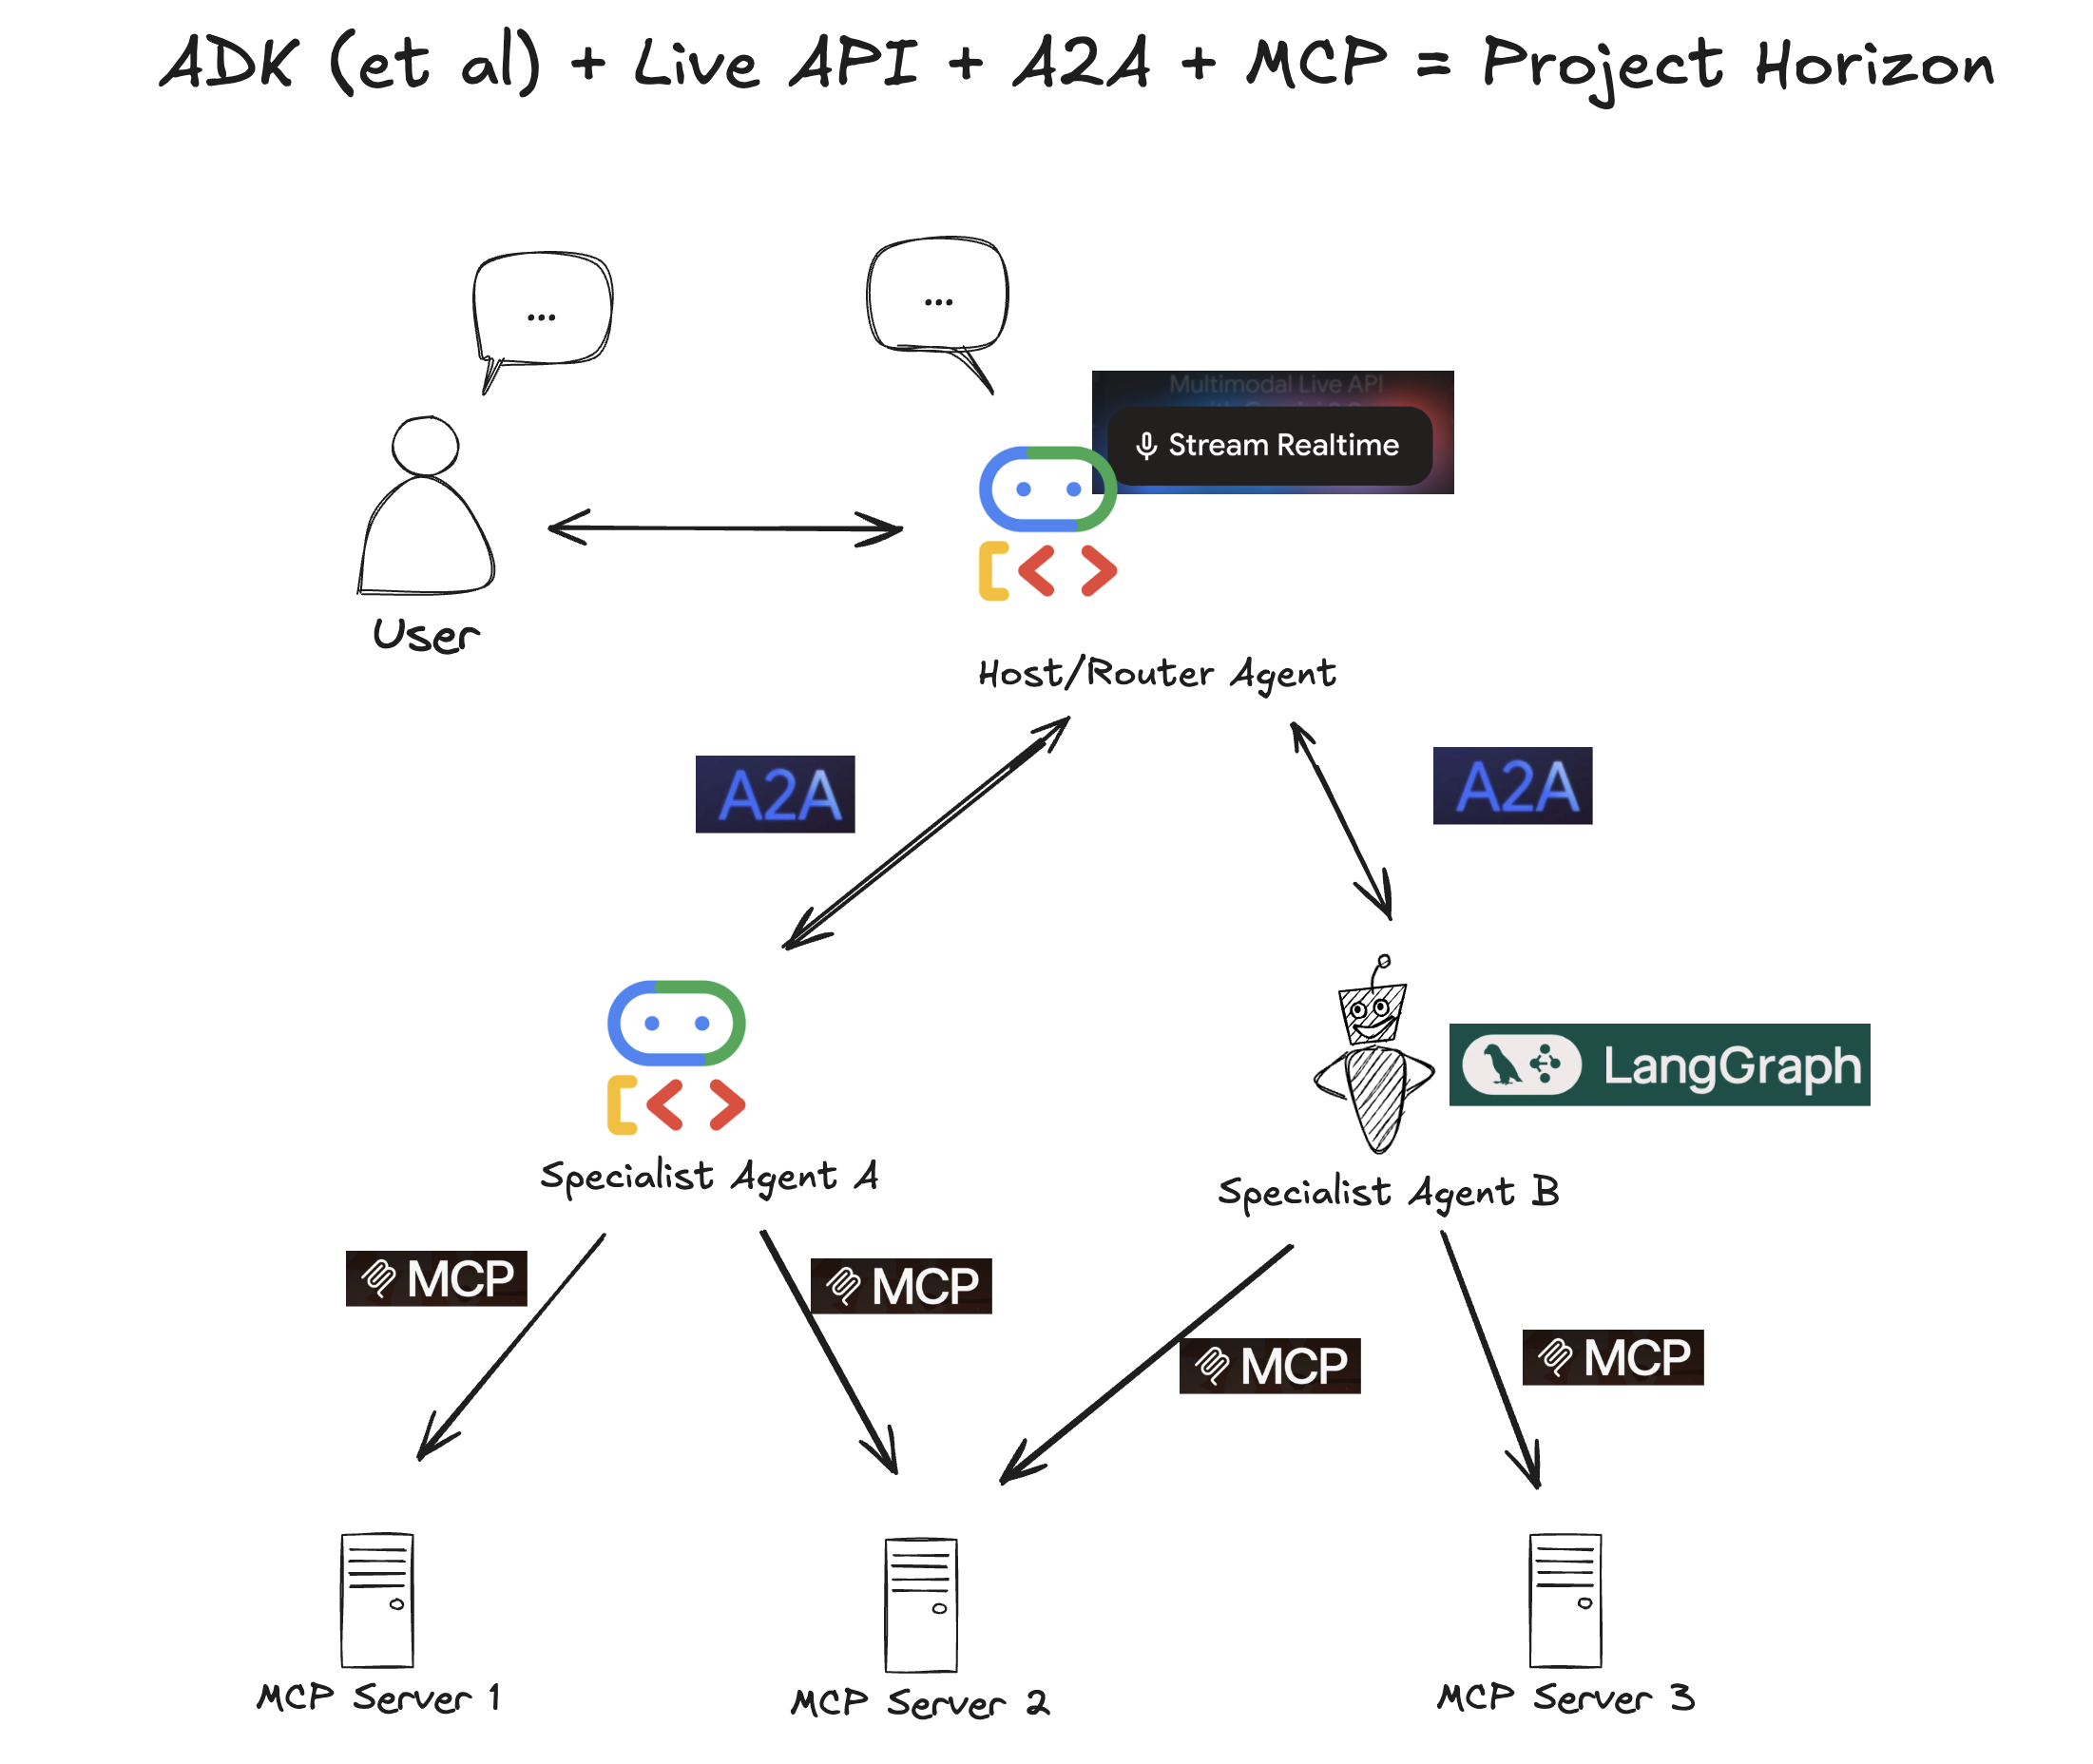 ADK (et al) + Live API + A2A + MCP = Project Horizon
...
...
Multimodal Live API
Stream Realtime
User
Host/Router Agent
A2A
A2A
LangGraph
Specialist Agent A
Specialist Agent B
MCP
MCP
MCP
MCP
MCP Server 1
MCP Server 2
MCP Server 3